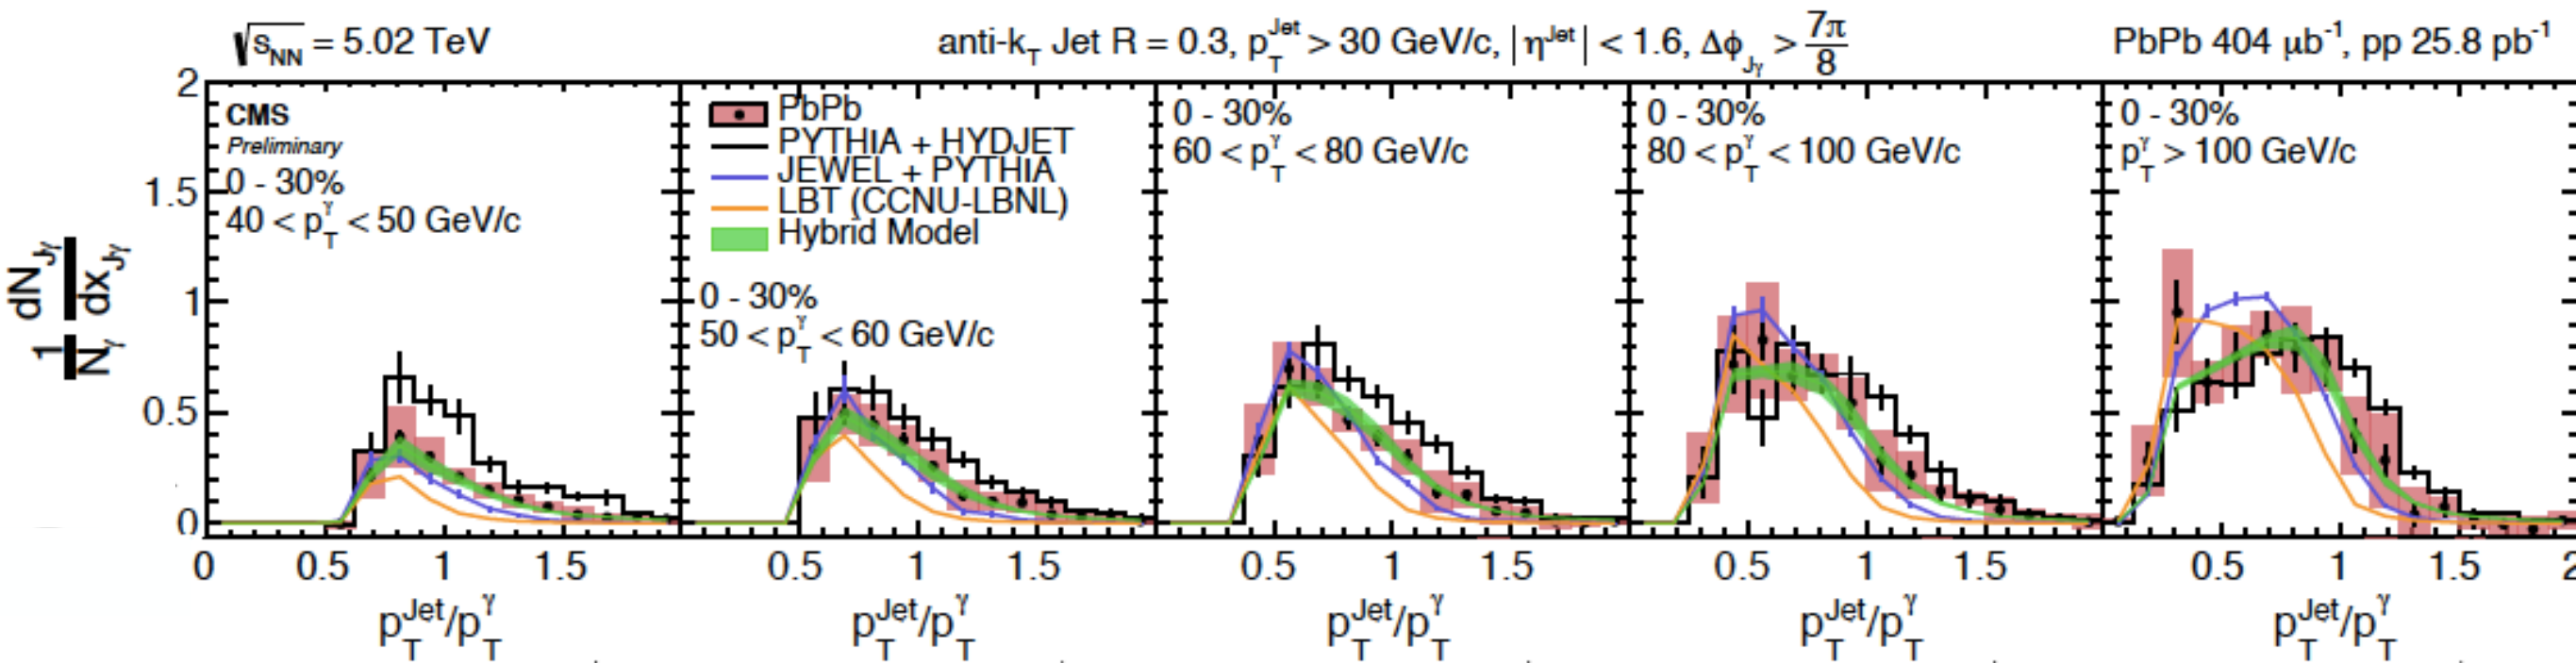 √s_NN = 5.02 TeV
anti-k_T Jet R = 0.3, p_T^Jet > 30 GeV/c, |η^Jet| < 1.6, Δϕ_Jγ > 7π/8
PbPb 404 μb^-1, pp 25.8 pb^-1
1/N_γ dN_Jγ/dx_Jγ
2
1.5
1
0.5
0
CMS
Preliminary
0 - 30%
40 < p_T^γ < 50 GeV/c
PbPb
PYTHIA + HYDJET
JEWEL + PYTHIA
LBT (CCNU-LBNL)
Hybrid Model
0 - 30%
50 < p_T^γ < 60 GeV/c
0 - 30%
60 < p_T^γ < 80 GeV/c
0 - 30%
80 < p_T^γ < 100 GeV/c
0 - 30%
p_T^γ > 100 GeV/c
0 0.5 1 1.5
0.5 1 1.5
0.5 1 1.5
0.5 1 1.5
0.5 1 1.5 2
p_T^Jet/p_T^γ
p_T^Jet/p_T^γ
p_T^Jet/p_T^γ
p_T^Jet/p_T^γ
p_T^Jet/p_T^γ